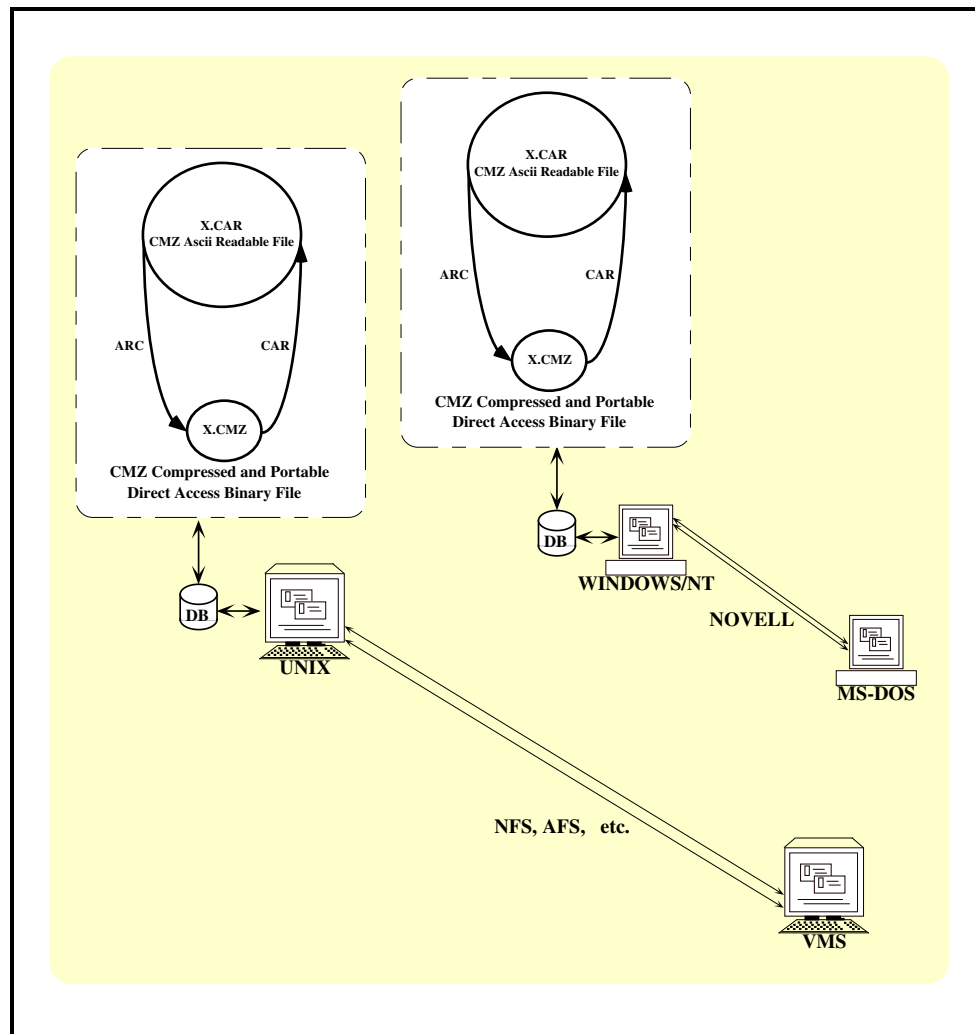 X.CAR
CMZ Ascii Readable File
ARC
CAR
X.CMZ
CMZ Compressed and Portable
Direct Access Binary File
DB
UNIX
X.CAR
CMZ Ascii Readable File
ARC
CAR
X.CMZ
CMZ Compressed and Portable
Direct Access Binary File
DB
WINDOWS/NT
NOVELL
MS-DOS
NFS, AFS, etc.
VMS